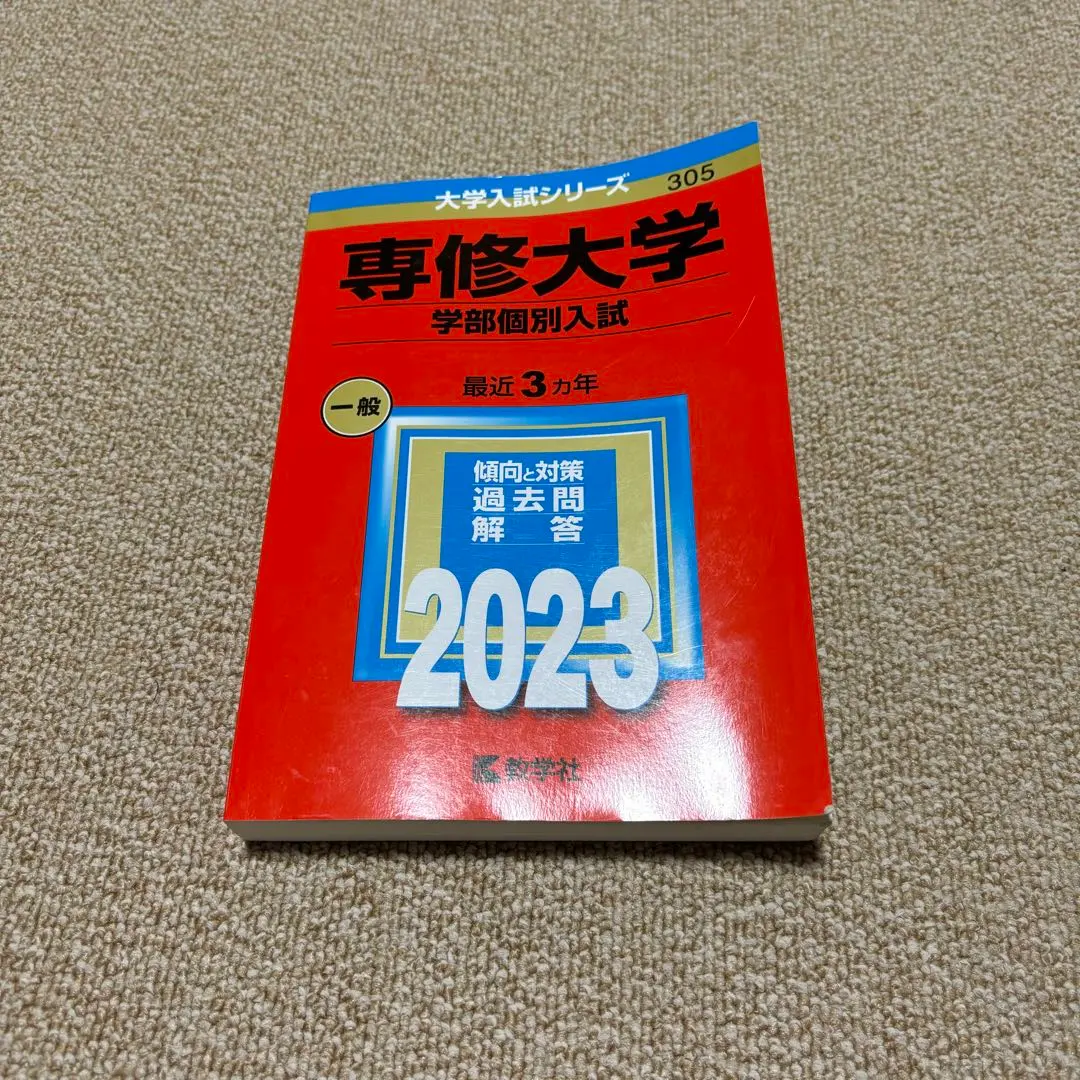 大学入試シリーズ 305
専修大学
学部個別入試
最近3カ年
一般
傾向と対策
過去問
解答
2023
教学社